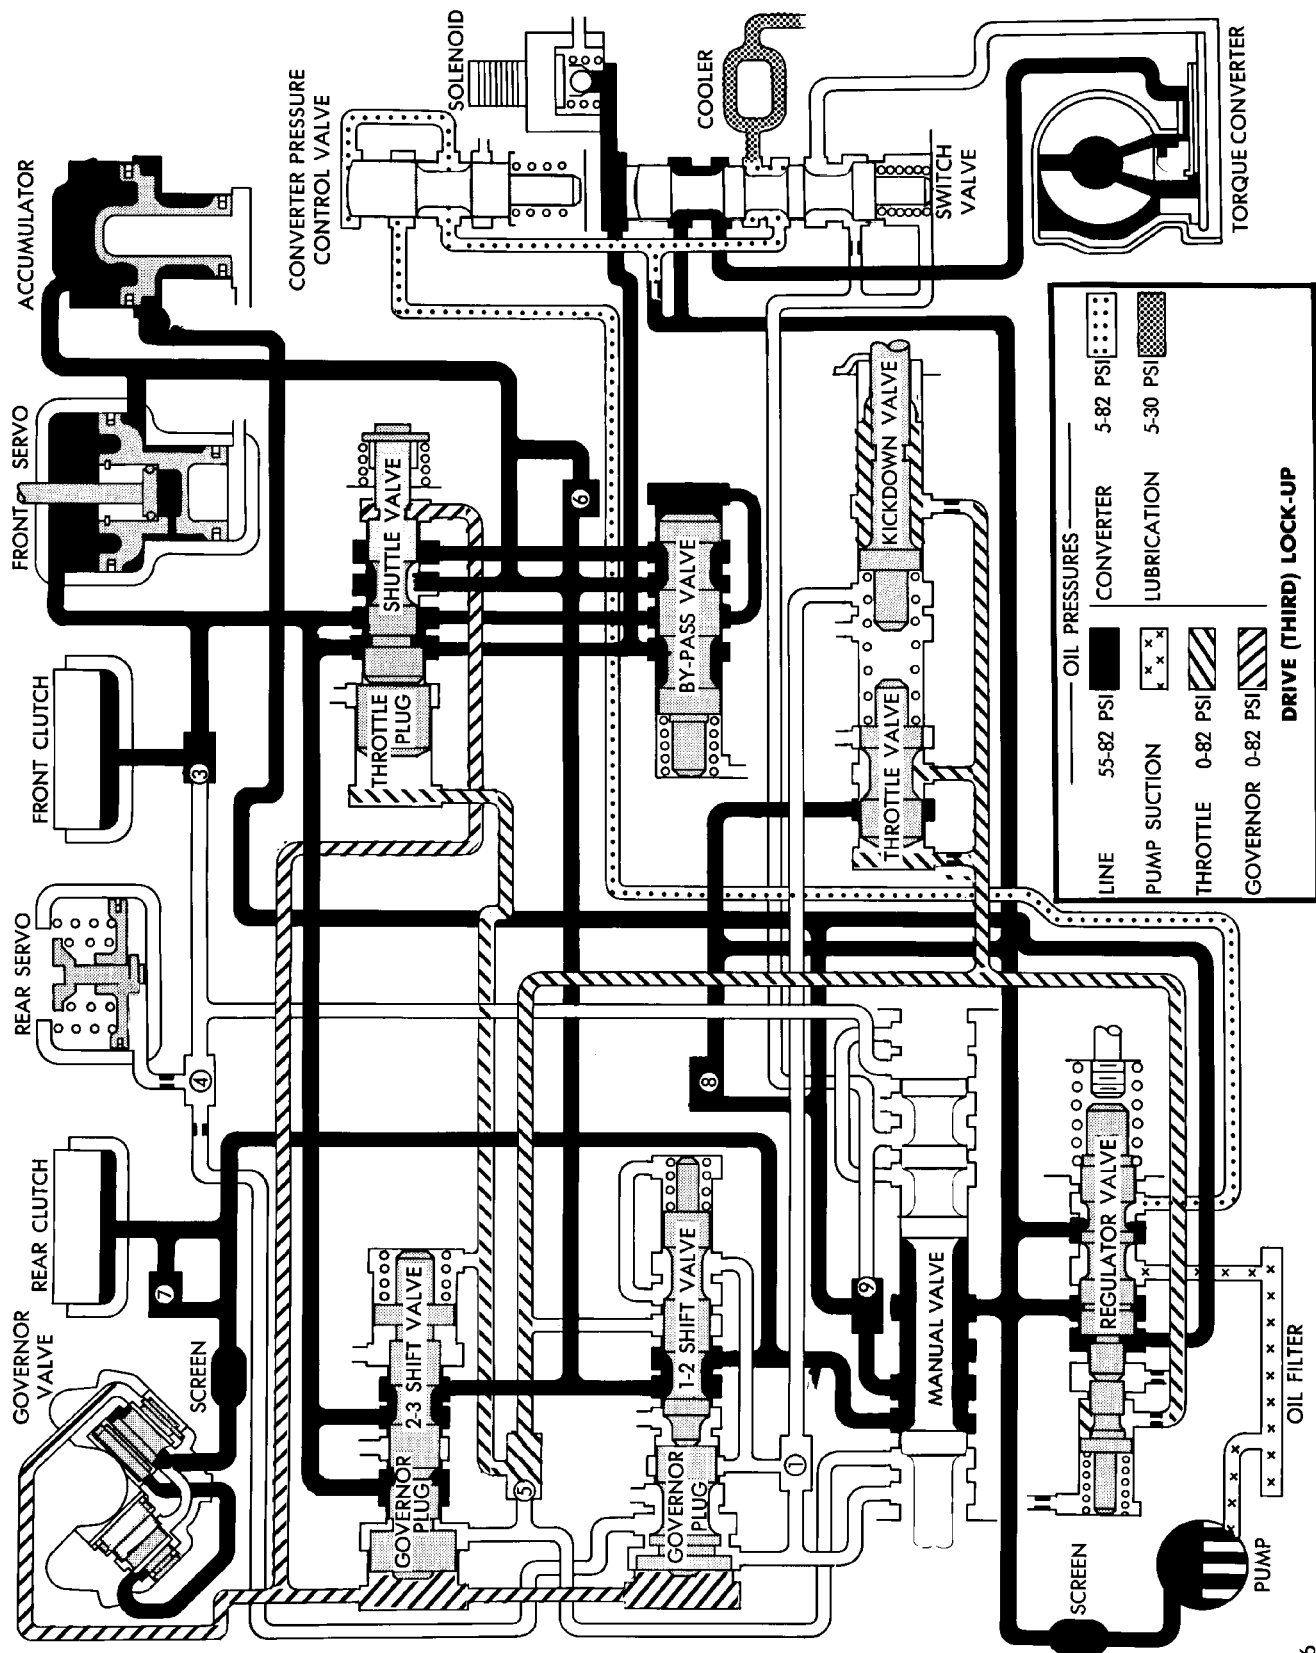 ACCUMULATOR
FRONT SERVO
FRONT CLUTCH
REAR SERVO
REAR CLUTCH
GOVERNOR
VALVE
SCREEN
CONVERTER PRESSURE
CONTROL VALVE
SOLENOID
COOLER
SWITCH
VALVE
TORQUE CONVERTER
SHUTTLE VALVE
THROTTLE
PLUG
BY-PASS VALVE
KICKDOWN VALVE
THROTTLE VALVE
2-3 SHIFT VALVE
GOVERNOR
PLUG
1-2 SHIFT VALVE
GOVERNOR
PLUG
MANUAL VALVE
REGULATOR VALVE
OIL FILTER
PUMP
SCREEN
3
4
7
6
8
9
5
1
OIL PRESSURES
LINE 55-82 PSI
PUMP SUCTION
THROTTLE 0-82 PSI
GOVERNOR 0-82 PSI
CONVERTER 5-82 PSI
LUBRICATION 5-30 PSI
DRIVE (THIRD) LOCK-UP